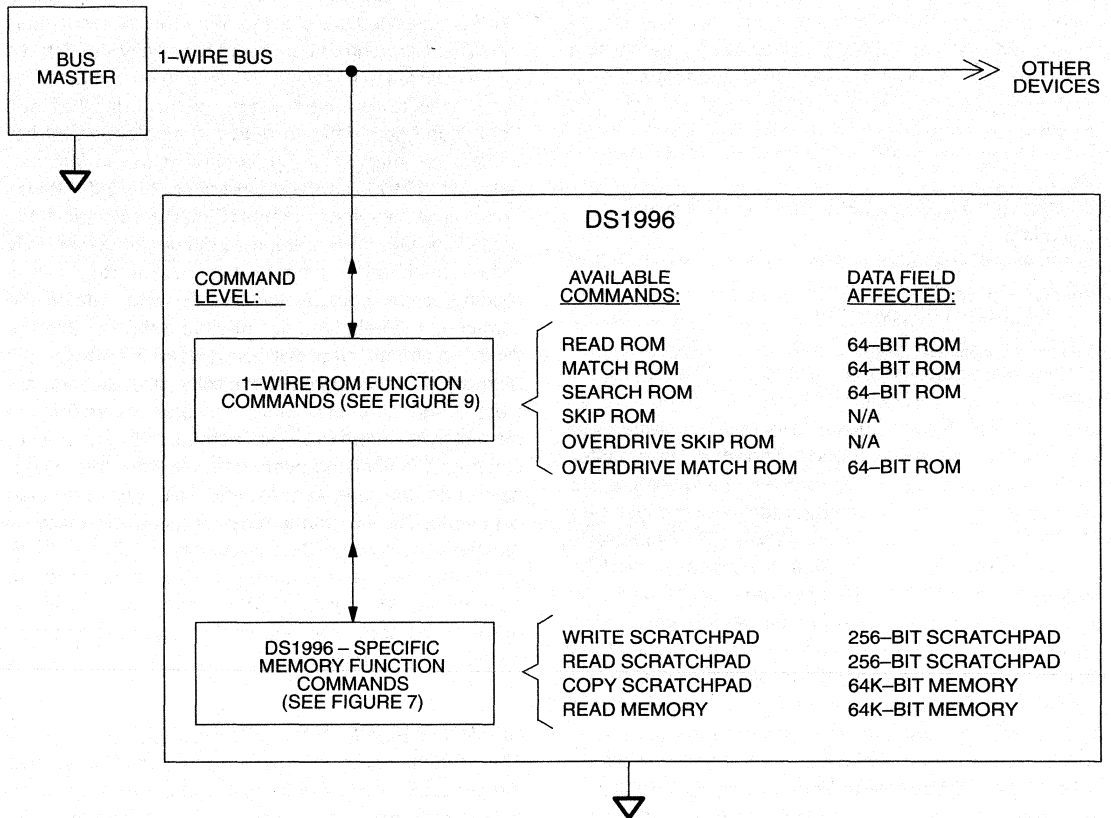 BUS
MASTER
1–WIRE BUS
OTHER
DEVICES
DS1996
COMMAND
LEVEL:
AVAILABLE
COMMANDS:
DATA FIELD
AFFECTED:
1–WIRE ROM FUNCTION
COMMANDS (SEE FIGURE 9)
READ ROM 64–BIT ROM
MATCH ROM 64–BIT ROM
SEARCH ROM 64–BIT ROM
SKIP ROM N/A
OVERDRIVE SKIP ROM N/A
OVERDRIVE MATCH ROM 64–BIT ROM
DS1996 – SPECIFIC
MEMORY FUNCTION
COMMANDS
(SEE FIGURE 7)
WRITE SCRATCHPAD 256–BIT SCRATCHPAD
READ SCRATCHPAD 256–BIT SCRATCHPAD
COPY SCRATCHPAD 64K–BIT MEMORY
READ MEMORY 64K–BIT MEMORY